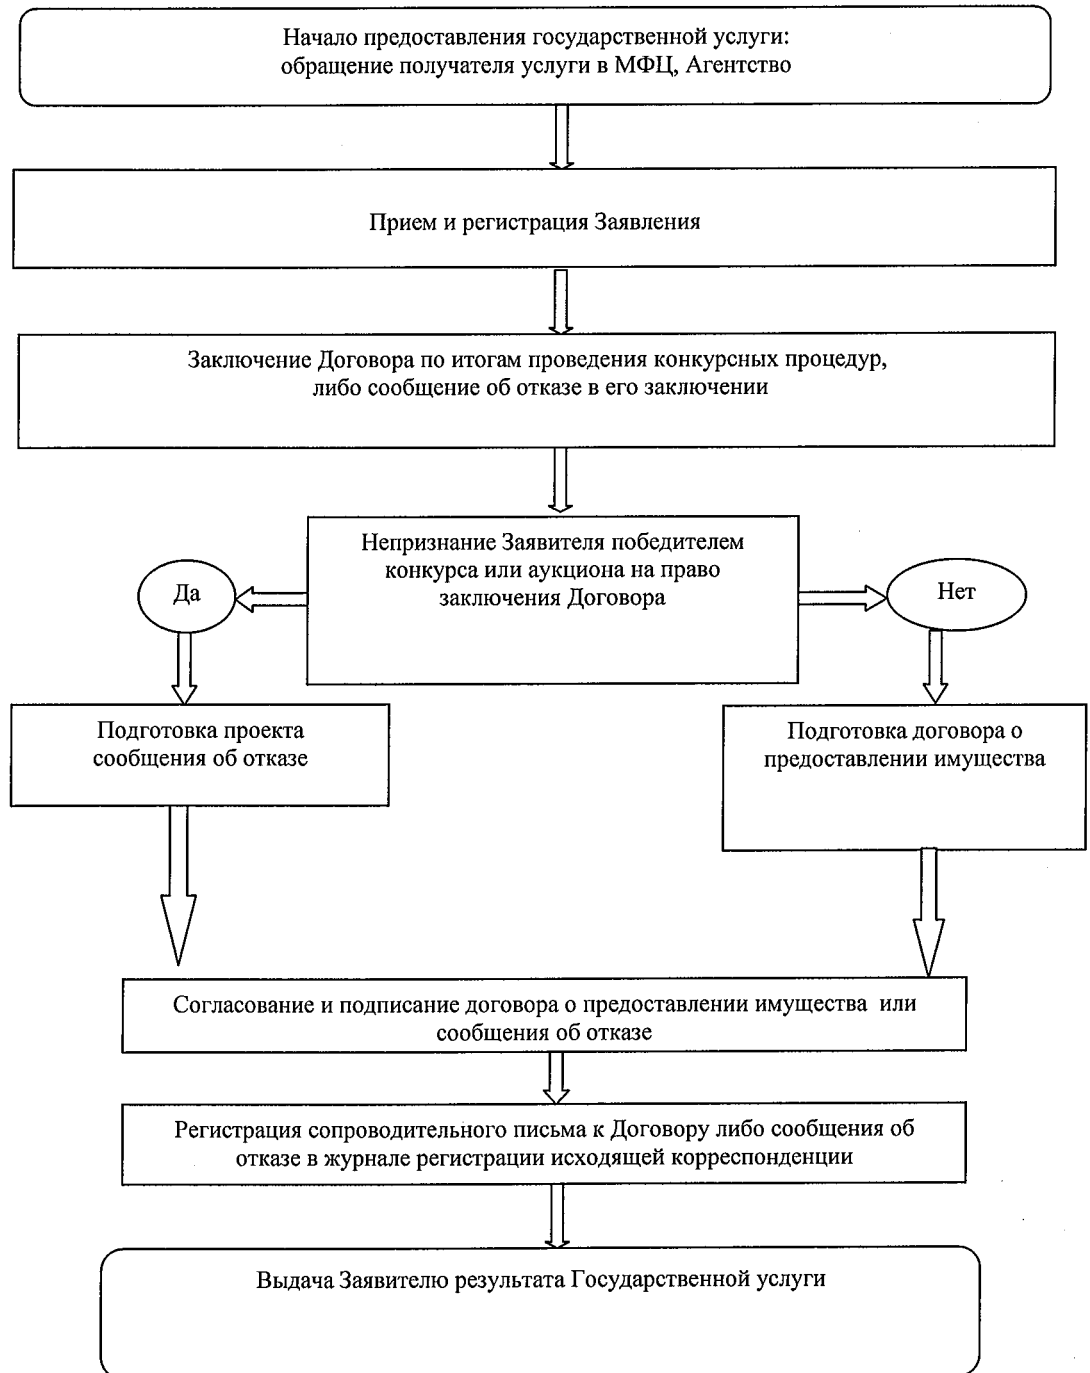 Начало предоставления государственной услуги:
обращение получателя услуги в МФЦ, Агентство
Прием и регистрация Заявления
Заключение Договора по итогам проведения конкурсных процедур,
либо сообщение об отказе в его заключении
Непризнание Заявителя победителем
конкурса или аукциона на право
заключения Договора
Да
Нет
Подготовка проекта
сообщения об отказе
Подготовка договора о
предоставлении имущества
Согласование и подписание договора о предоставлении имущества или
сообщения об отказе
Регистрация сопроводительного письма к Договору либо сообщения об
отказе в журнале регистрации исходящей корреспонденции
Выдача Заявителю результата Государственной услуги